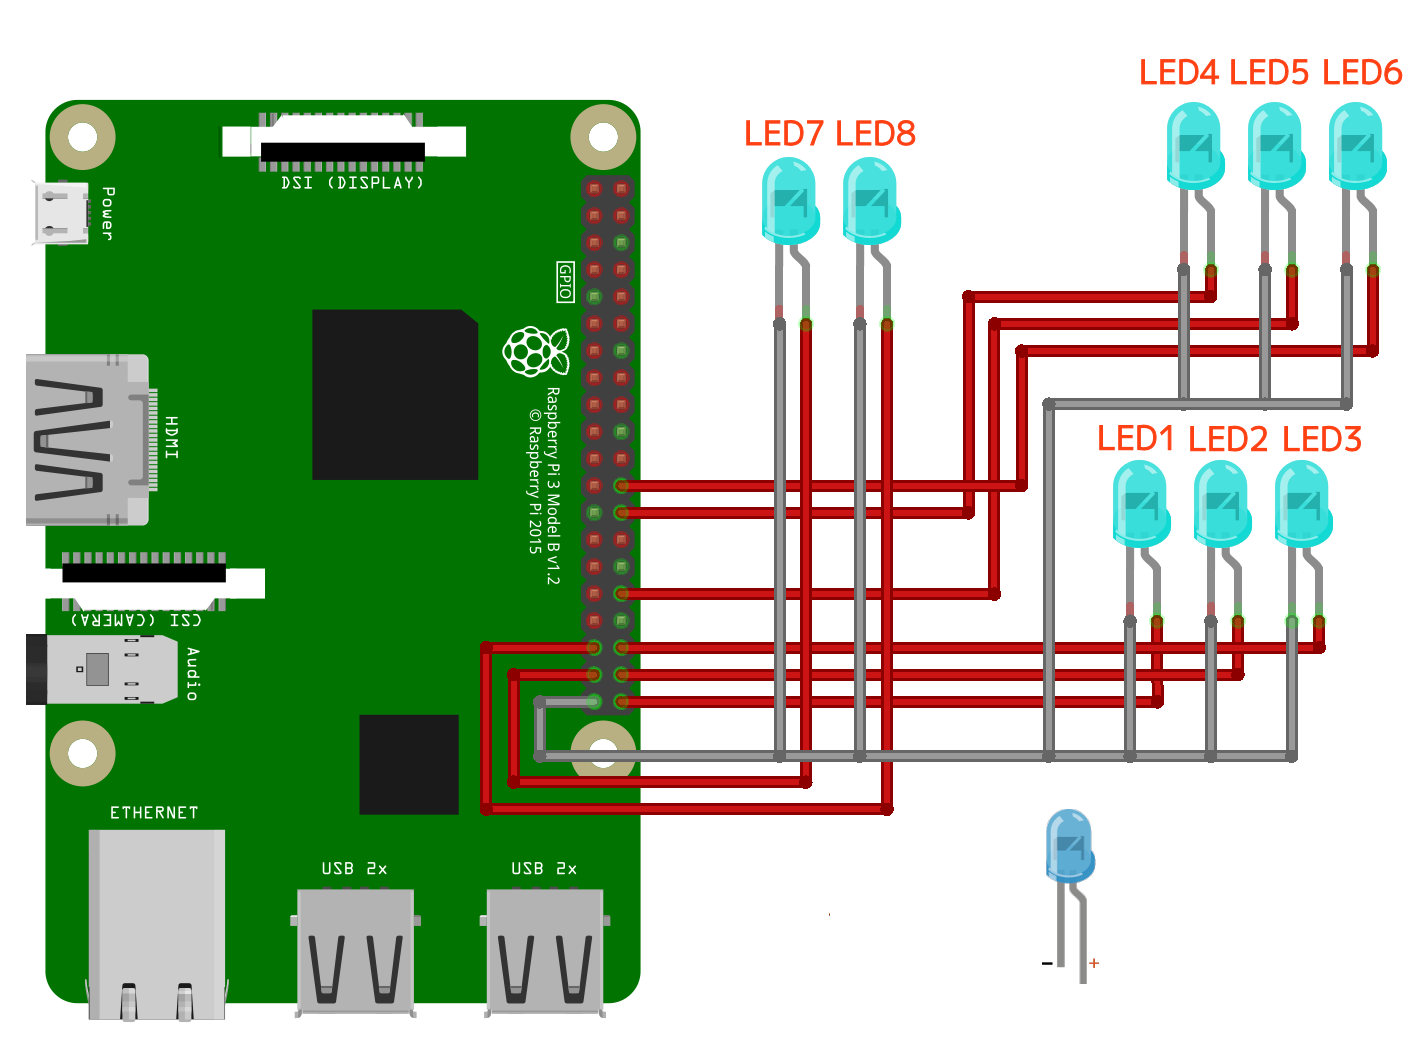 LED4 LED5 LED6
LED7 LED8
DSI (DISPLAY)
Power
GPIO
HDMI
Raspberry Pi 3 Model B v1.2
© Raspberry Pi 2015
LED1 LED2 LED3
CSI (CAMERA)
Audio
ETHERNET
USB 2x
USB 2x
- +